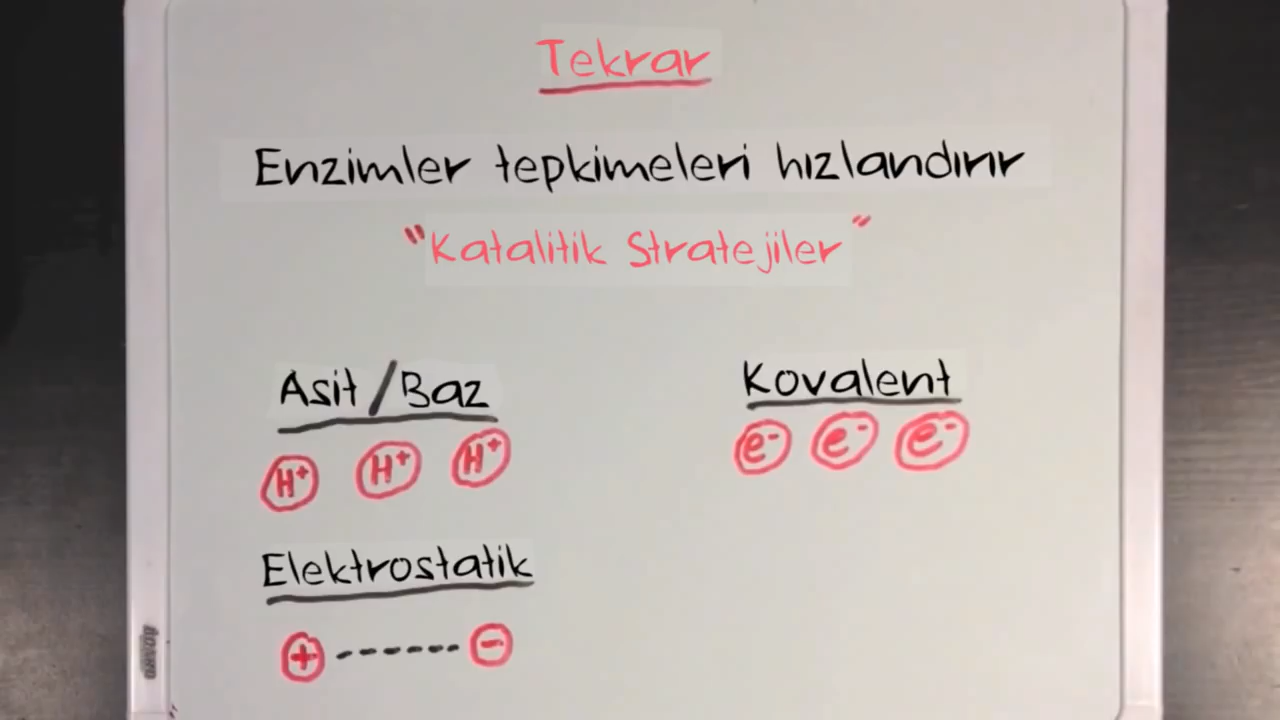 Tekrar
Enzimler tepkimeleri hızlandırır
"Katalitik Stratejiler"
Asit/Baz
H⁺ H⁺ H⁺
Kovalent
e⁻ e⁻ e⁻
Elektrostatik
+ ------ −